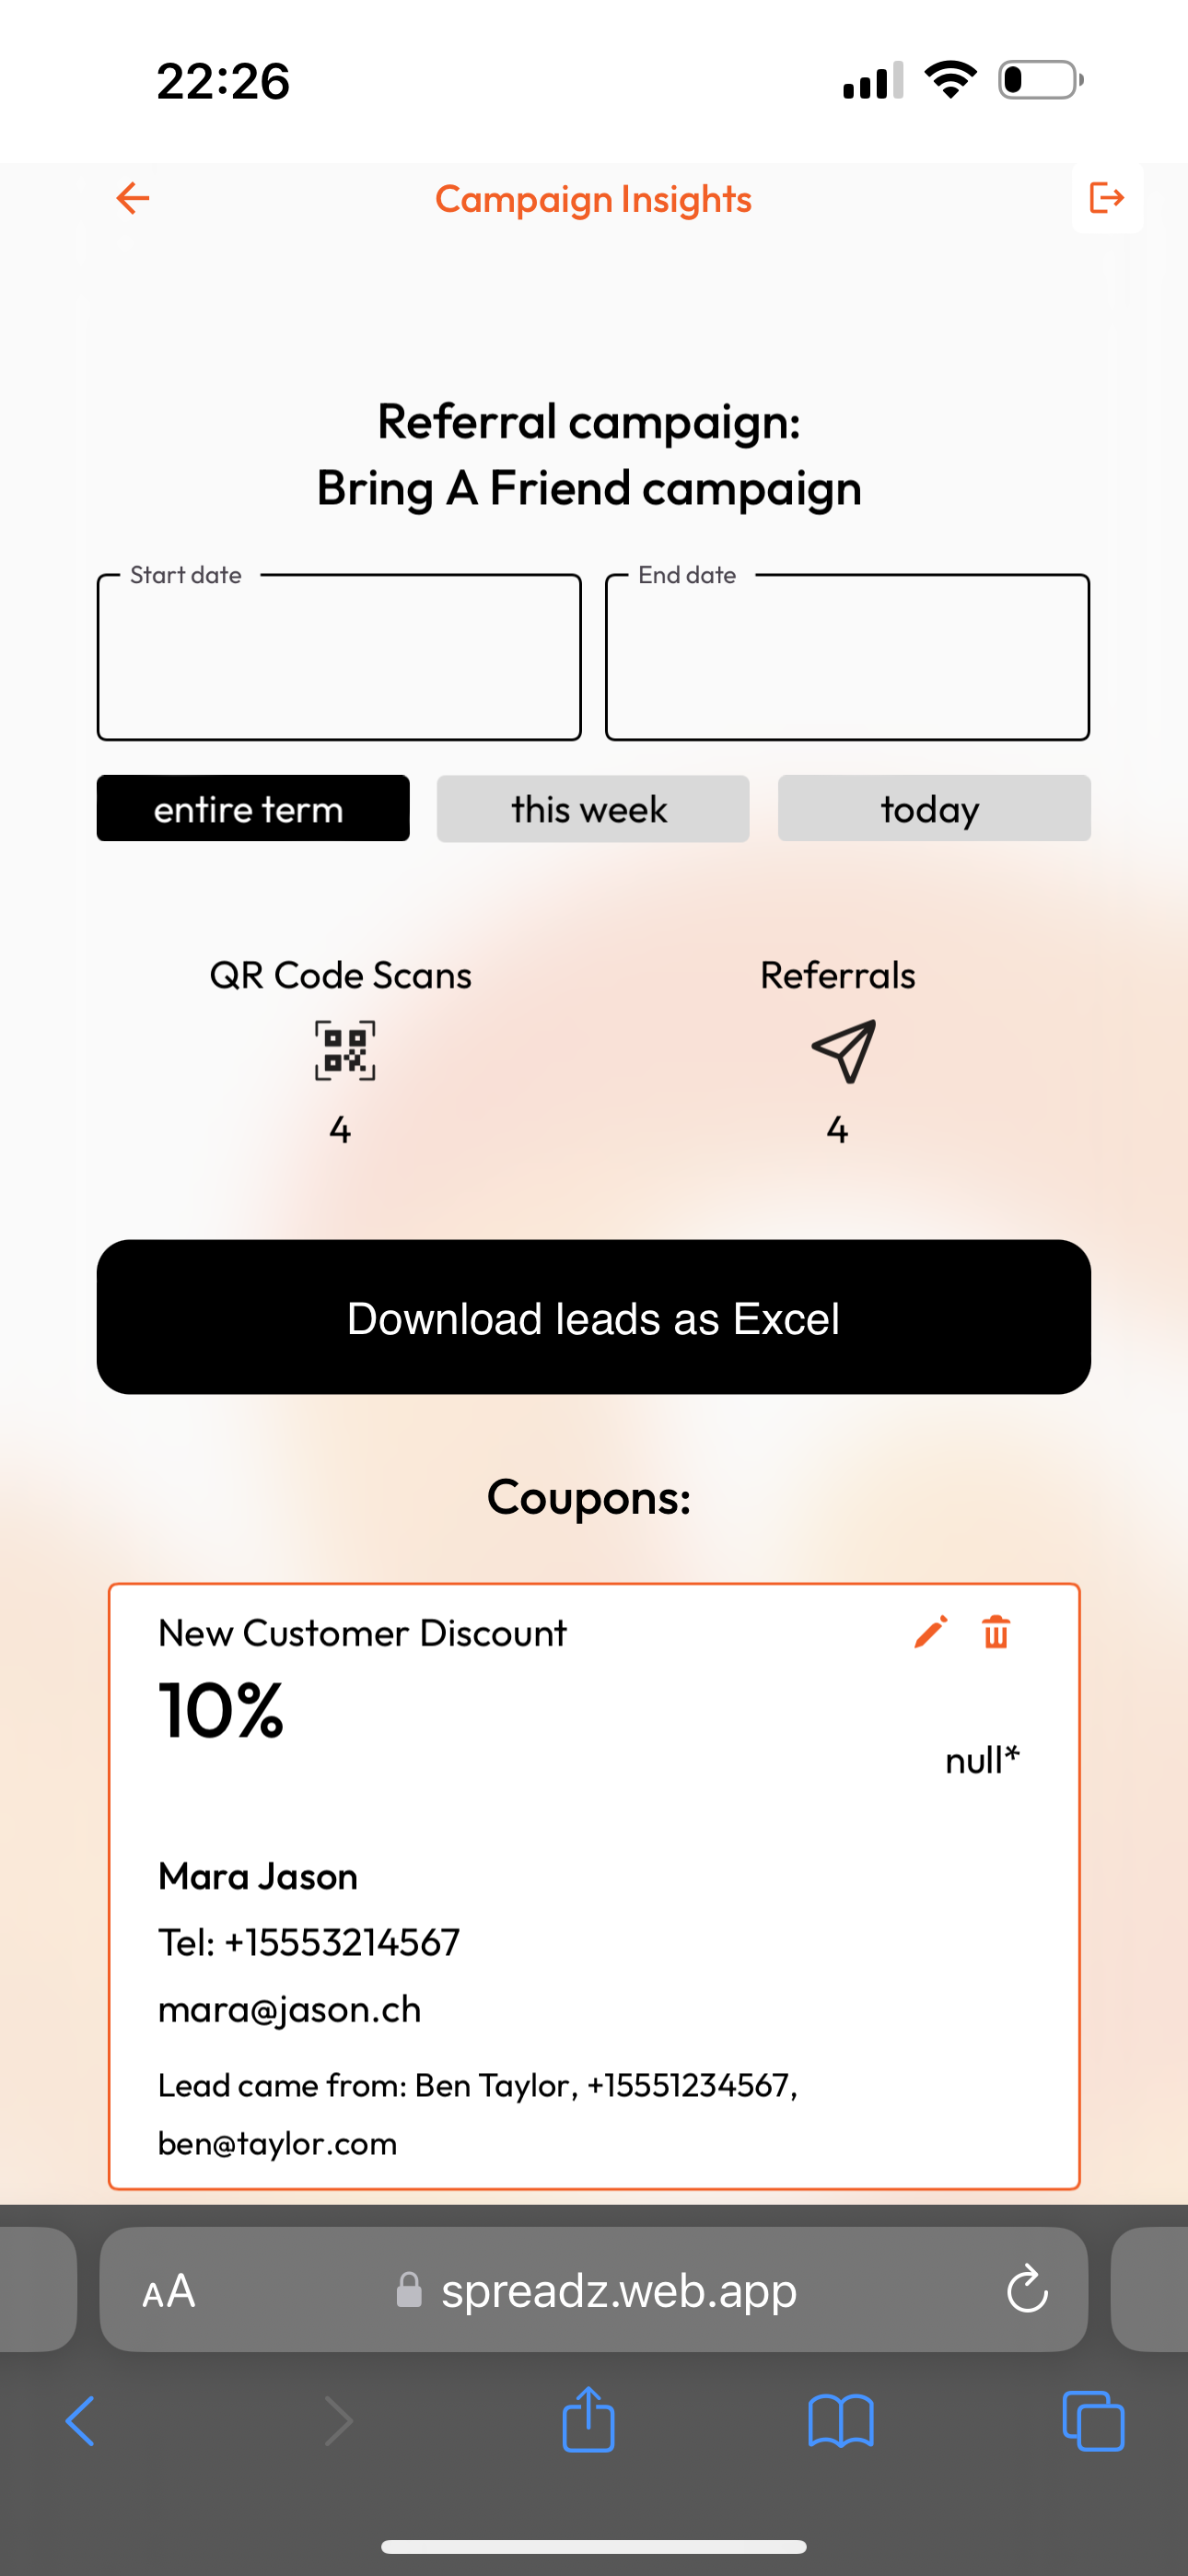 22:26
Campaign Insights
Referral campaign:
Bring A Friend campaign
Start date
End date
entire term
this week
today
QR Code Scans
Referrals
4
4
Download leads as Excel
Coupons:
New Customer Discount
10%
null*
Mara Jason
Tel: +15553214567
mara@jason.ch
Lead came from: Ben Taylor, +15551234567,
ben@taylor.com
AA
spreadz.web.app